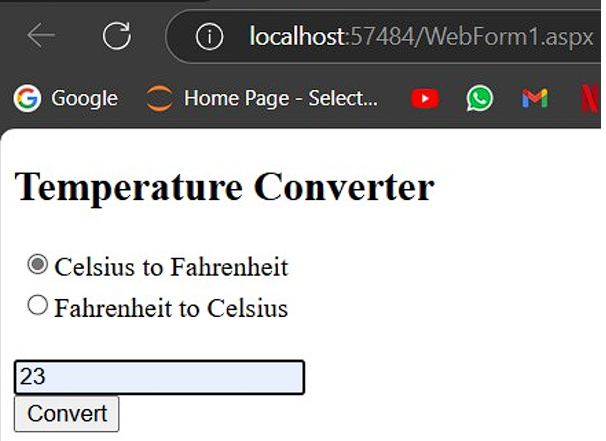 localhost:57484/WebForm1.aspx
Google Home Page - Select...
Temperature Converter
Celsius to Fahrenheit
Fahrenheit to Celsius
23
Convert